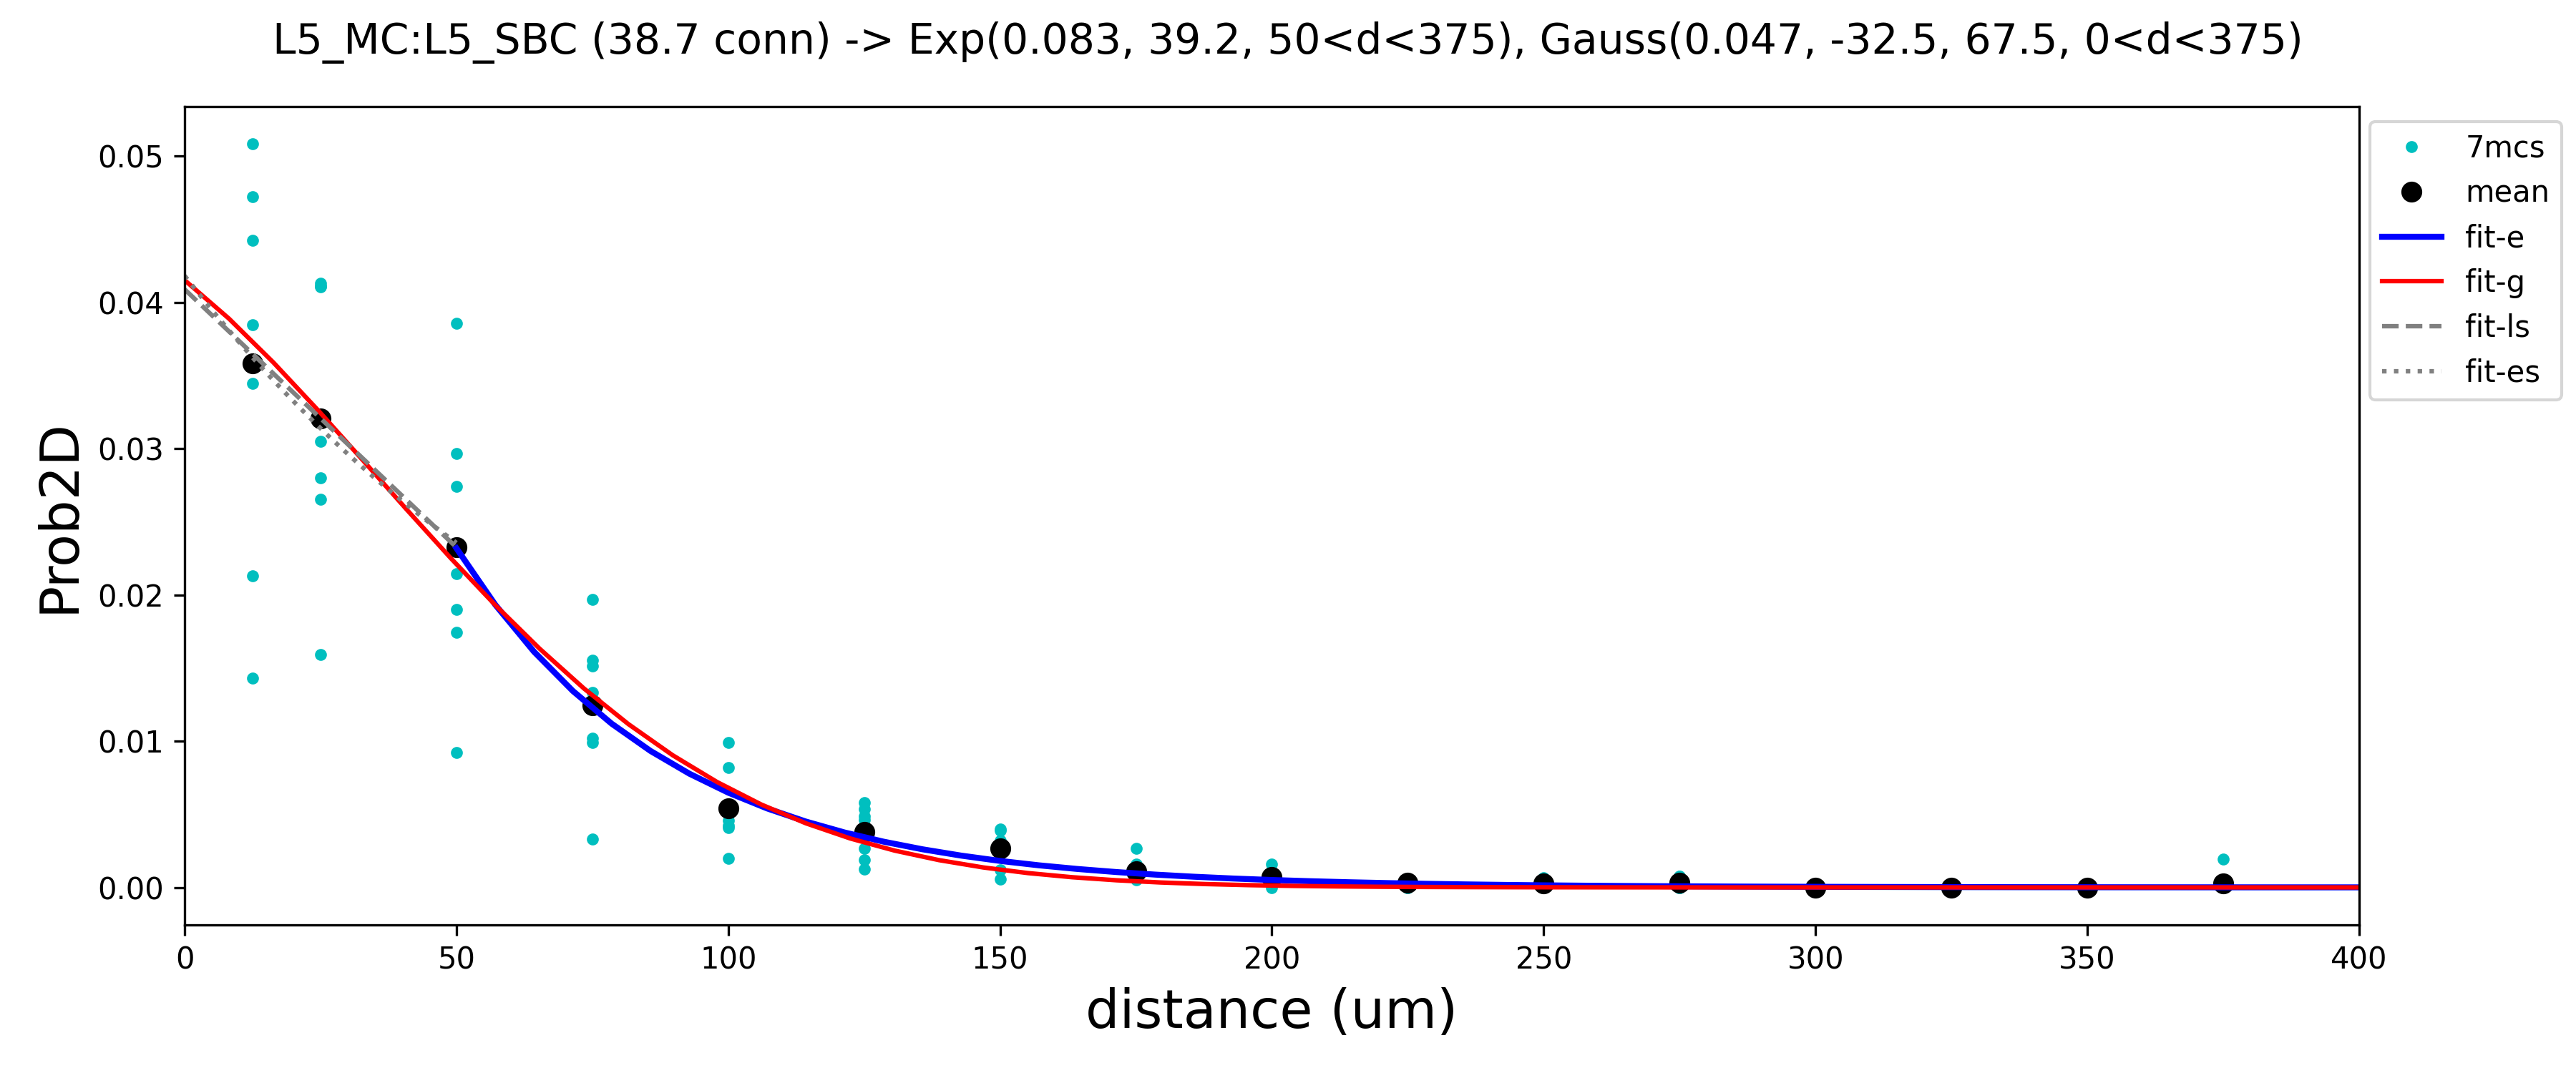 L5_MC:L5_SBC (38.7 conn) -> Exp(0.083, 39.2, 50<d<375), Gauss(0.047, -32.5, 67.5, 0<d<375)
0.05
0.04
0.03
0.02
0.01
0.00
Prob2D
0 50 100 150 200 250 300 350 400
distance (um)
7mcs
mean
fit-e
fit-g
fit-ls
fit-es